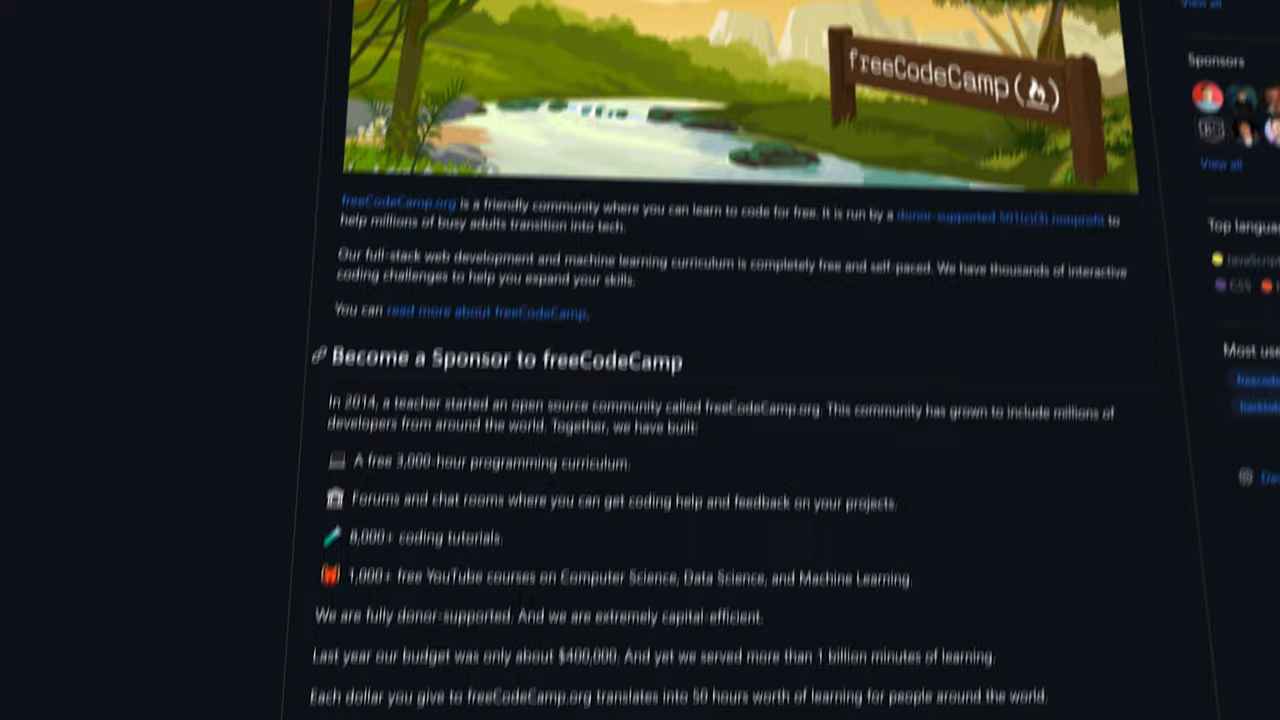 View all
Sponsors
freeCodeCamp(🔥)
View all
freeCodeCamp.org is a friendly community where you can learn to code for free. It is run by a donor-supported 501(c)(3) nonprofit to
help millions of busy adults transition into tech.
Our full-stack web development and machine learning curriculum is completely free and self-paced. We have thousands of interactive
coding challenges to help you expand your skills.
You can read more about freeCodeCamp.
Top langua
JavaScrip
CSS
Become a Sponsor to freeCodeCamp
Most use
freecode
In 2014, a teacher started an open source community called freeCodeCamp.org. This community has grown to include millions of
developers from around the world. Together, we have built:
A free 3,000-hour programming curriculum.
Forums and chat rooms where you can get coding help and feedback on your projects.
8,000+ coding tutorials.
1,000+ free YouTube courses on Computer Science, Data Science, and Machine Learning.
We are fully donor-supported. And we are extremely capital-efficient.
Last year our budget was only about $400,000. And yet we served more than 1 billion minutes of learning.
Each dollar you give to freeCodeCamp.org translates into 50 hours worth of learning for people around the world.